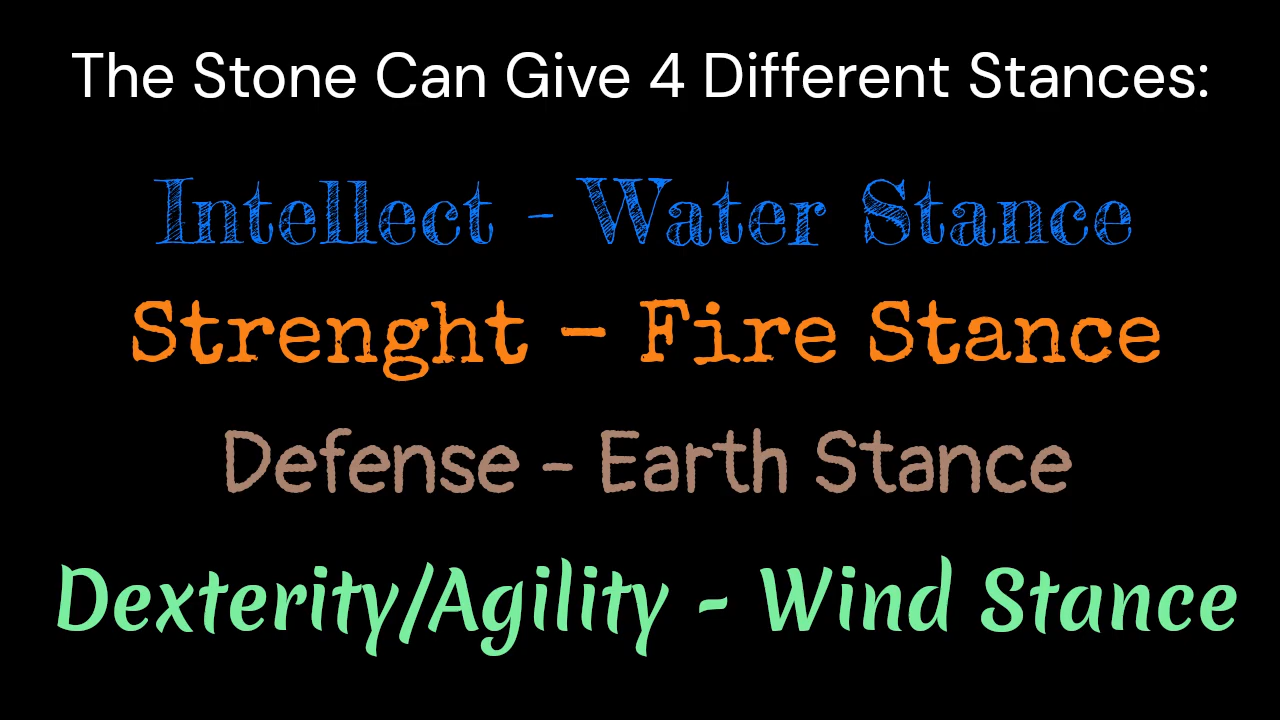 The Stone Can Give 4 Different Stances:
Intellect - Water Stance
Strenght - Fire Stance
Defense - Earth Stance
Dexterity/Agility - Wind Stance